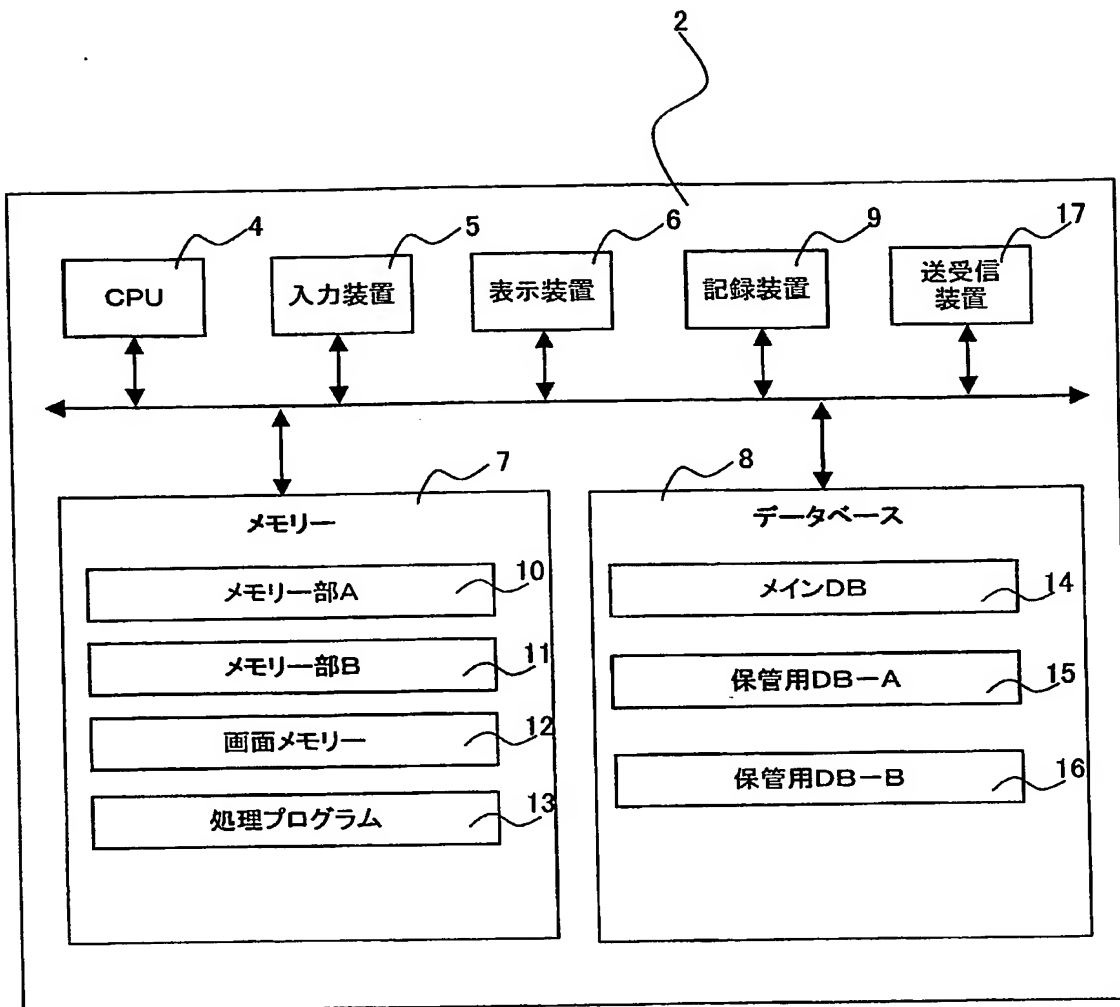 2
4
5
6
9
17
CPU
入力装置
表示装置
記録装置
送受信
装置
7
8
メモリー
データベース
メモリー部A
10
メインDB
14
メモリー部B
11
保管用DB－A
15
画面メモリー
12
保管用DB－B
16
処理プログラム
13